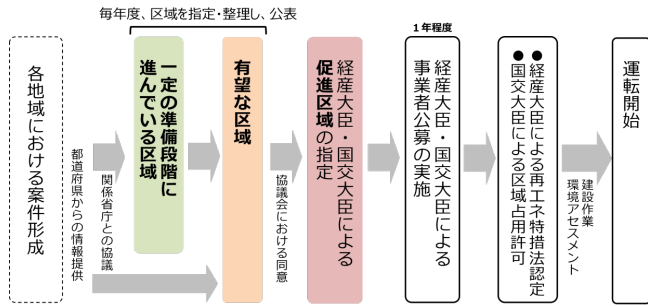 毎年度、区域を指定・整理し、公表
1年程度
各地域における案件形成
都道府県からの情報提供
関係省庁との協議
一定の準備段階に
進んでいる区域
有望な区域
協議会における同意
経産大臣・国交大臣による
促進区域の指定
経産大臣・国交大臣による
事業者公募の実施
●経産大臣による再エネ特措法認定
●国交大臣による区域占用許可
建設作業
環境アセスメント
運転開始